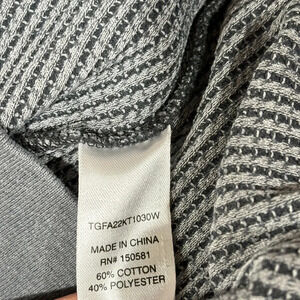 TGFA22KT1030W
MADE IN CHINA
RN# 150581
60% COTTON
40% POLYESTER